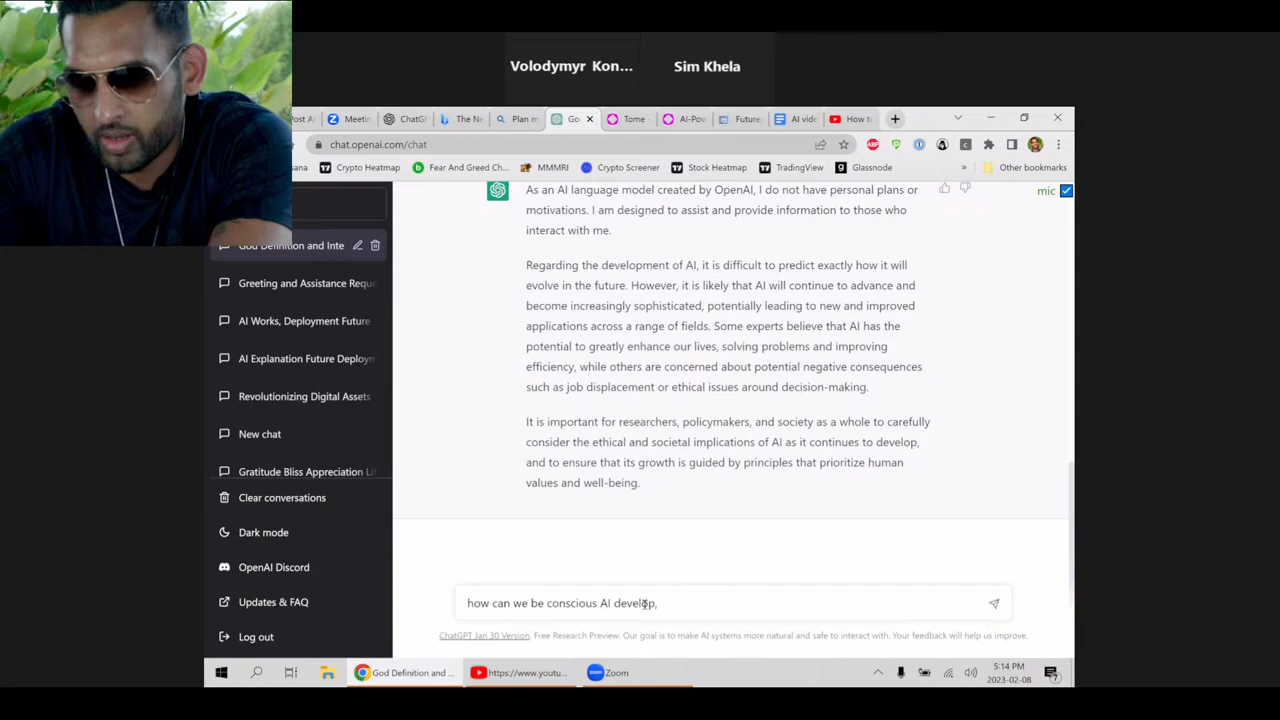 Volodymyr Kon...
Sim Khela
ost AI
Meetin
ChatG
The Ne
Plan m
Go
Tome
AI-Pow
Future
AI vide
How to
chat.openai.com/chat
sana
Crypto Heatmap
Fear And Greed Ch...
MMMRI
Crypto Screener
Stock Heatmap
TradingView
Glassnode
»
Other bookmarks
mic
God Definition and Inte
Greeting and Assistance Reque
AI Works, Deployment Future
AI Explanation Future Deploym
Revolutionizing Digital Assets
New chat
Gratitude Bliss Appreciation Li
Clear conversations
Dark mode
OpenAI Discord
Updates & FAQ
Log out
As an AI language model created by OpenAI, I do not have personal plans or
motivations. I am designed to assist and provide information to those who
interact with me.
Regarding the development of AI, it is difficult to predict exactly how it will
evolve in the future. However, it is likely that AI will continue to advance and
become increasingly sophisticated, potentially leading to new and improved
applications across a range of fields. Some experts believe that AI has the
potential to greatly enhance our lives, solving problems and improving
efficiency, while others are concerned about potential negative consequences
such as job displacement or ethical issues around decision-making.
It is important for researchers, policymakers, and society as a whole to carefully
consider the ethical and societal implications of AI as it continues to develop,
and to ensure that its growth is guided by principles that prioritize human
values and well-being.
how can we be conscious AI develop,
ChatGPT Jan 30 Version. Free Research Preview. Our goal is to make AI systems more natural and safe to interact with. Your feedback will help us improve.
God Definition and ...
https://www.youtu...
Zoom
5:14 PM
2023-02-08